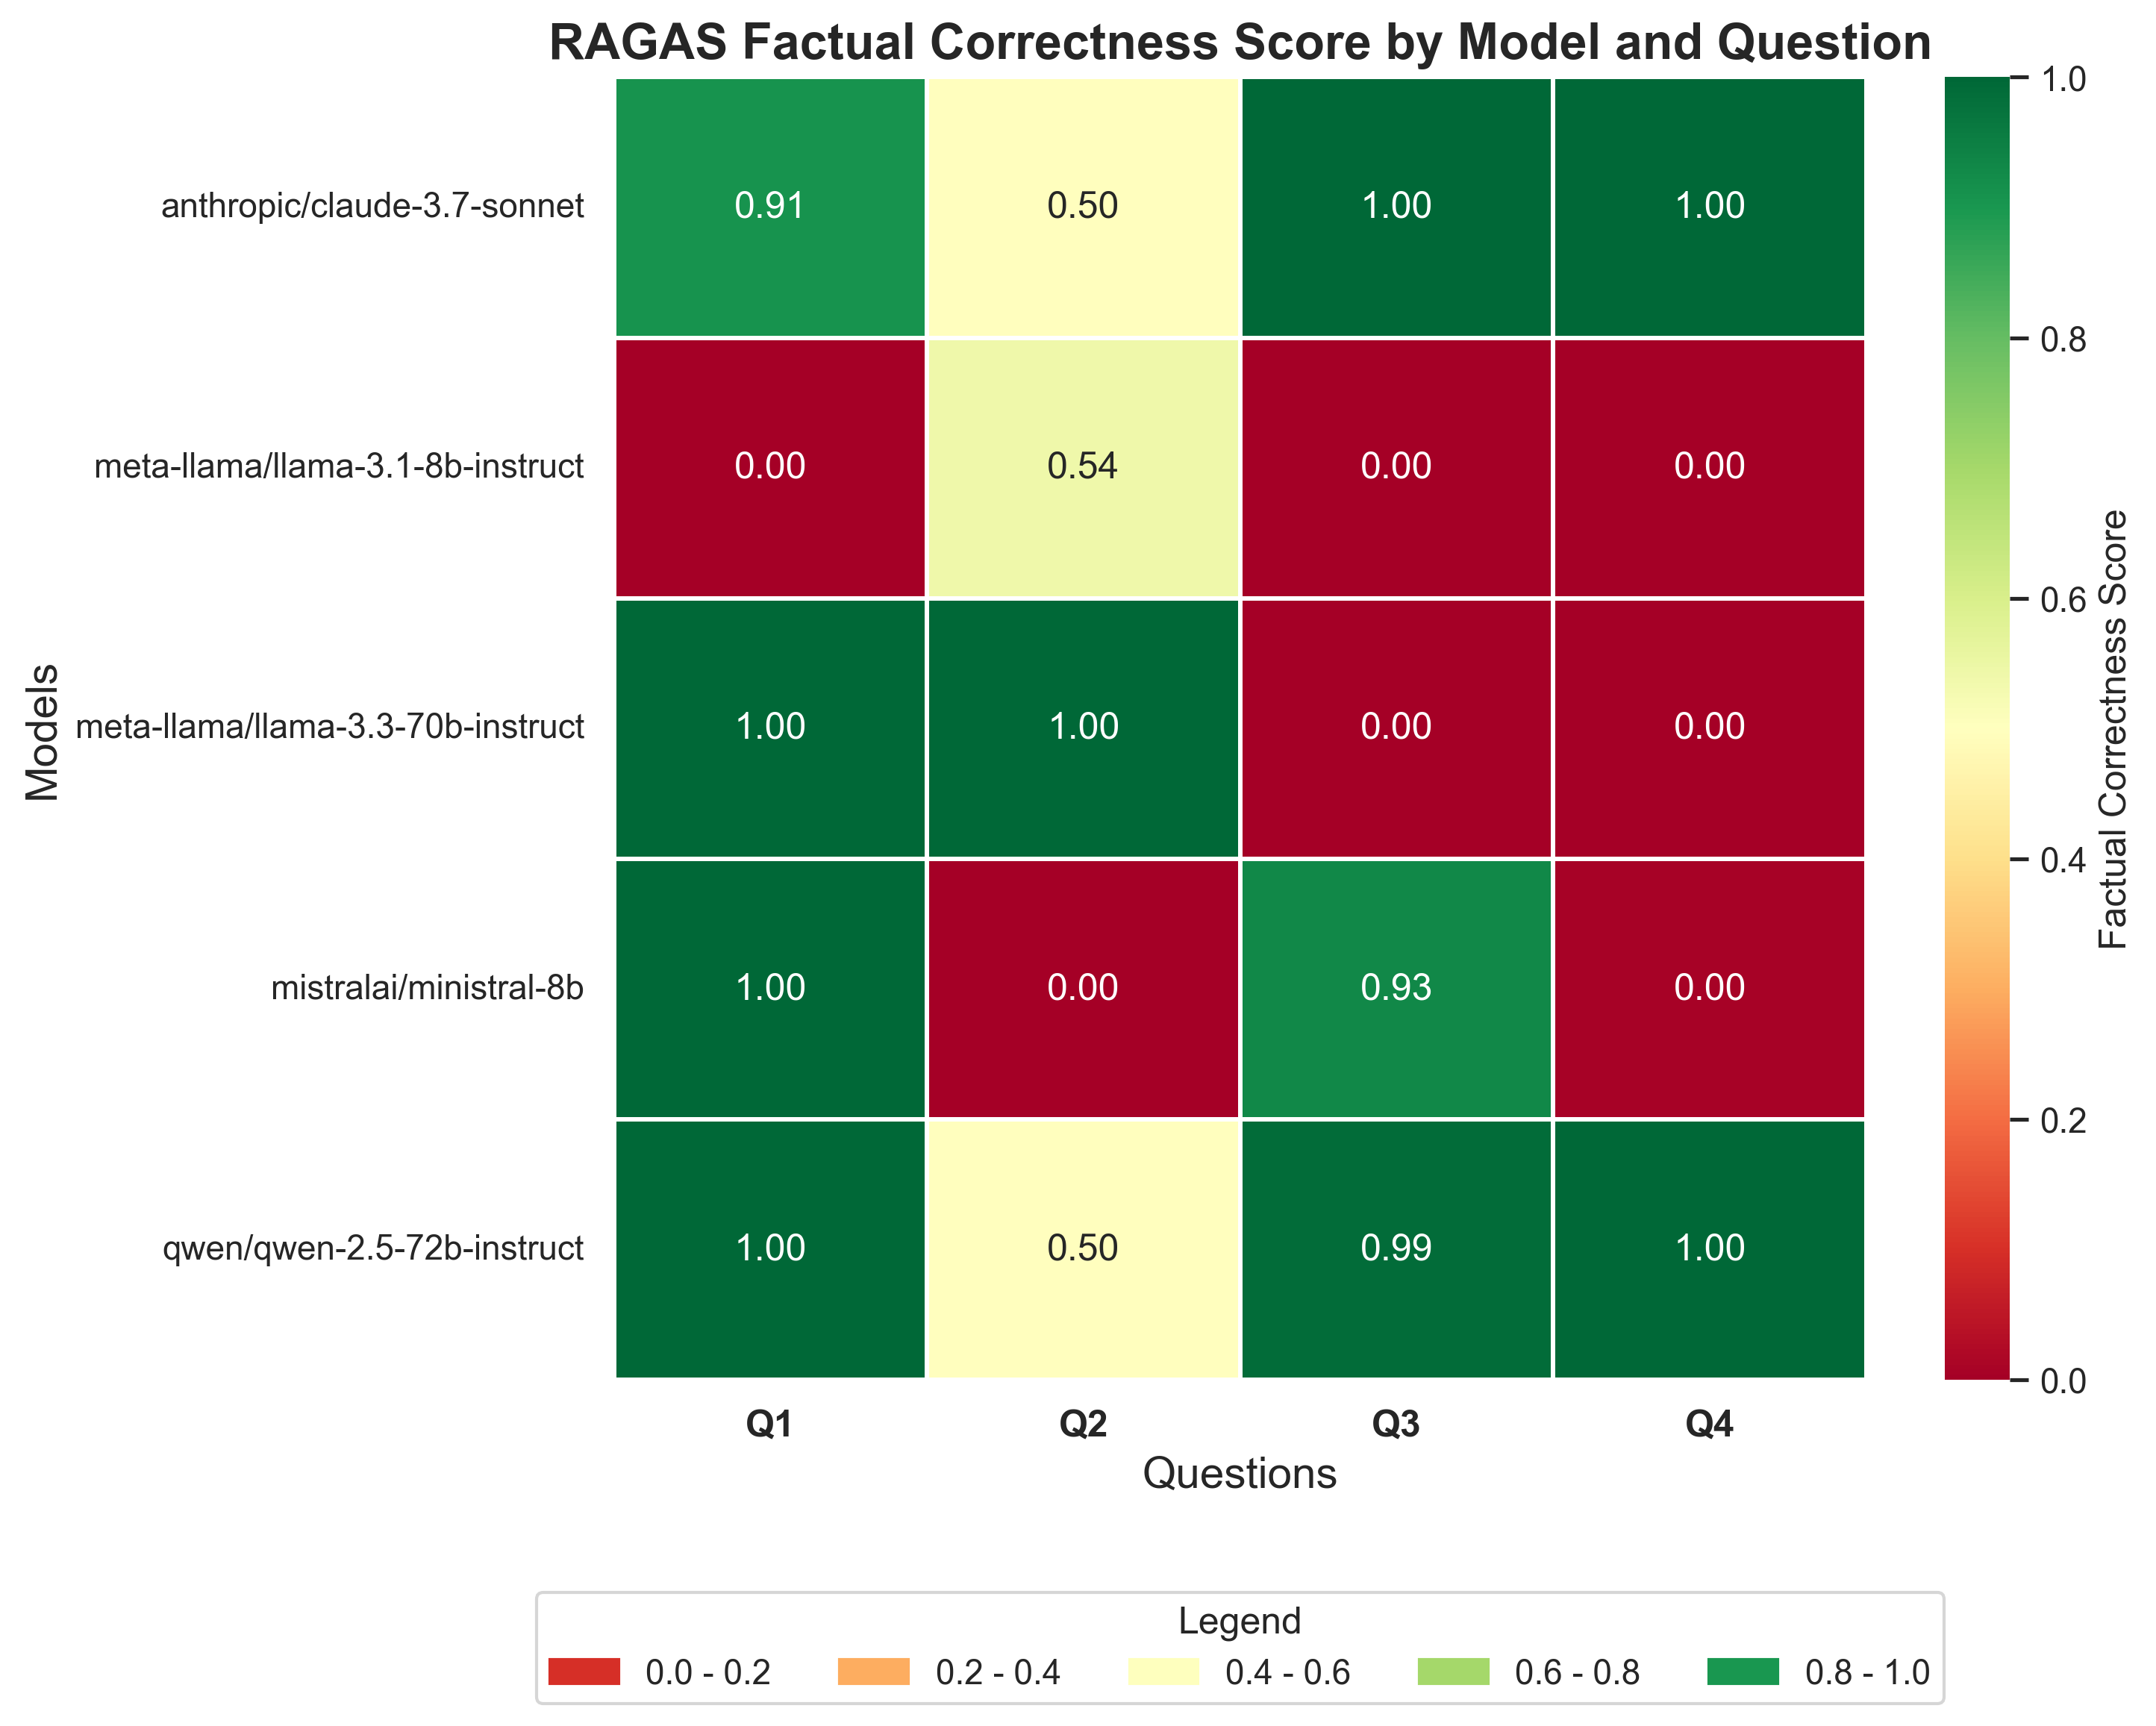 RAGAS Factual Correctness Score by Model and Question
Models
anthropic/claude-3.7-sonnet 0.91 0.50 1.00 1.00
meta-llama/llama-3.1-8b-instruct 0.00 0.54 0.00 0.00
meta-llama/llama-3.3-70b-instruct 1.00 1.00 0.00 0.00
mistralai/ministral-8b 1.00 0.00 0.93 0.00
qwen/qwen-2.5-72b-instruct 1.00 0.50 0.99 1.00
Q1 Q2 Q3 Q4
Questions
1.0
0.8
0.6
0.4
0.2
0.0
Factual Correctness Score
Legend
0.0 - 0.2 0.2 - 0.4 0.4 - 0.6 0.6 - 0.8 0.8 - 1.0